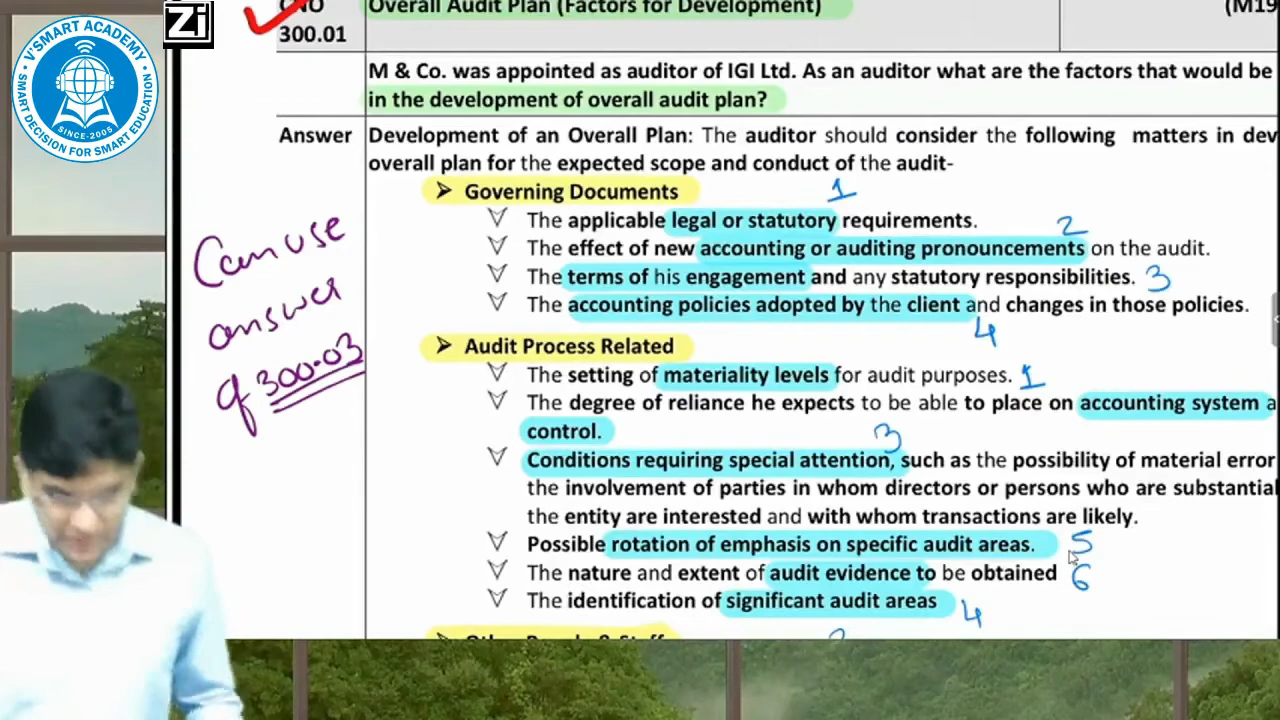 V'SMART ACADEMY
SINCE-2005
SMART DECISION FOR SMART EDUCATION
Zi
CNO
300.01
Overall Audit Plan (Factors for Development)
(M19
M & Co. was appointed as auditor of IGI Ltd. As an auditor what are the factors that would be
in the development of overall audit plan?
Answer
Development of an Overall Plan: The auditor should consider the following matters in dev
overall plan for the expected scope and conduct of the audit-
➢ Governing Documents 1
The applicable legal or statutory requirements. 2
The effect of new accounting or auditing pronouncements on the audit.
The terms of his engagement and any statutory responsibilities. 3
The accounting policies adopted by the client and changes in those policies.
4
➢ Audit Process Related
The setting of materiality levels for audit purposes. 1
The degree of reliance he expects to be able to place on accounting system a
control. 3
Conditions requiring special attention, such as the possibility of material error
the involvement of parties in whom directors or persons who are substantial
the entity are interested and with whom transactions are likely.
Possible rotation of emphasis on specific audit areas. 5
The nature and extent of audit evidence to be obtained 6
The identification of significant audit areas 4
Can use
answer
of 300.03